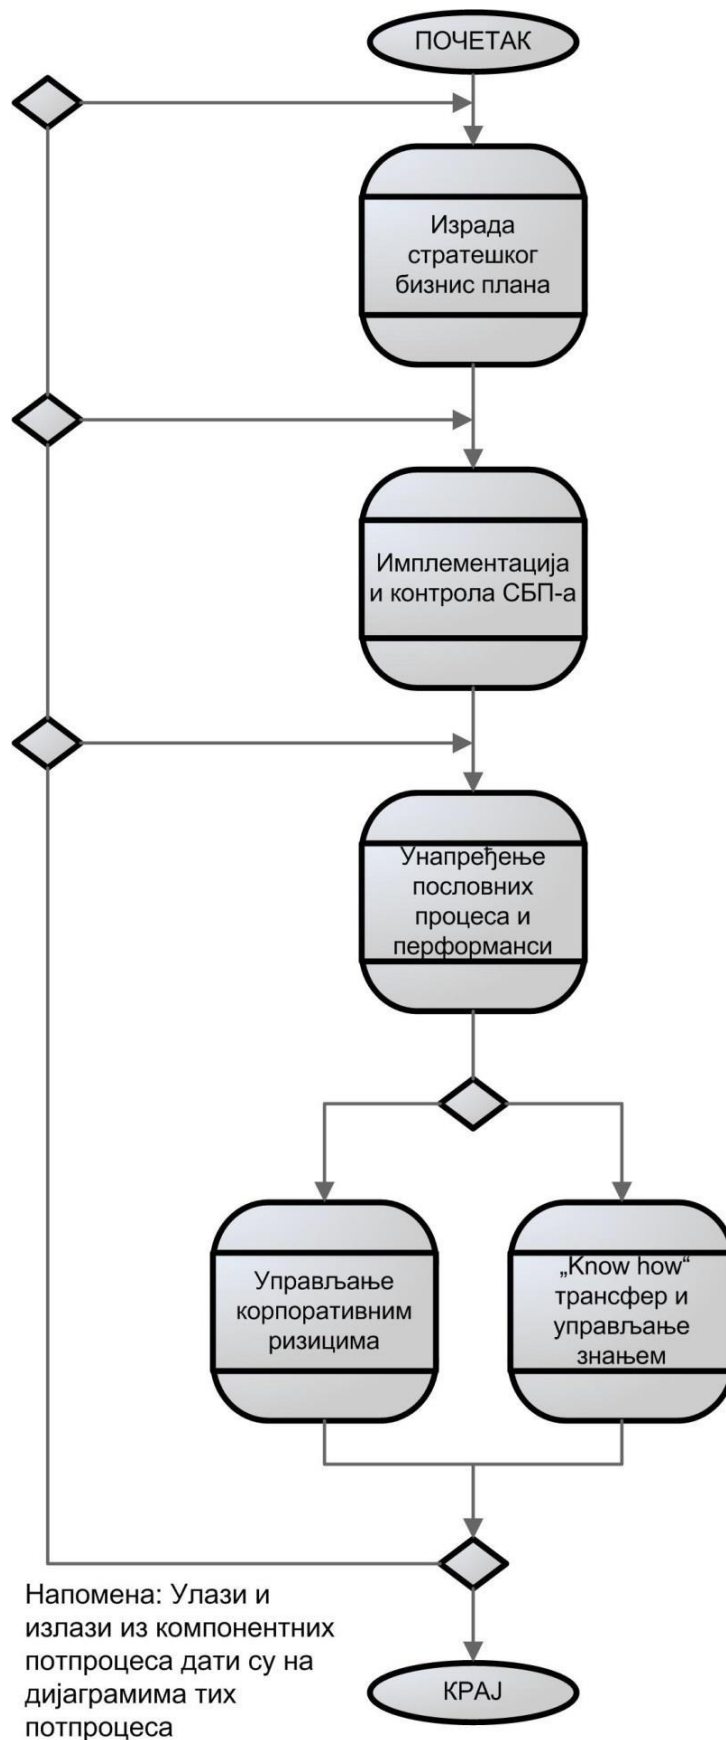 ПОЧЕТАК
Израда
стратешког
бизнис плана
Имплементација
и контрола СБП-а
Унапређење
пословних
процеса и
перформанси
Управљање
корпоративним
ризицима
„Know how“
трансфер и
управљање
знањем
Напомена: Улази и
излази из компонентних
потпроцеса дати су на
дијаграмима тих
потпроцеса
КРАЈ